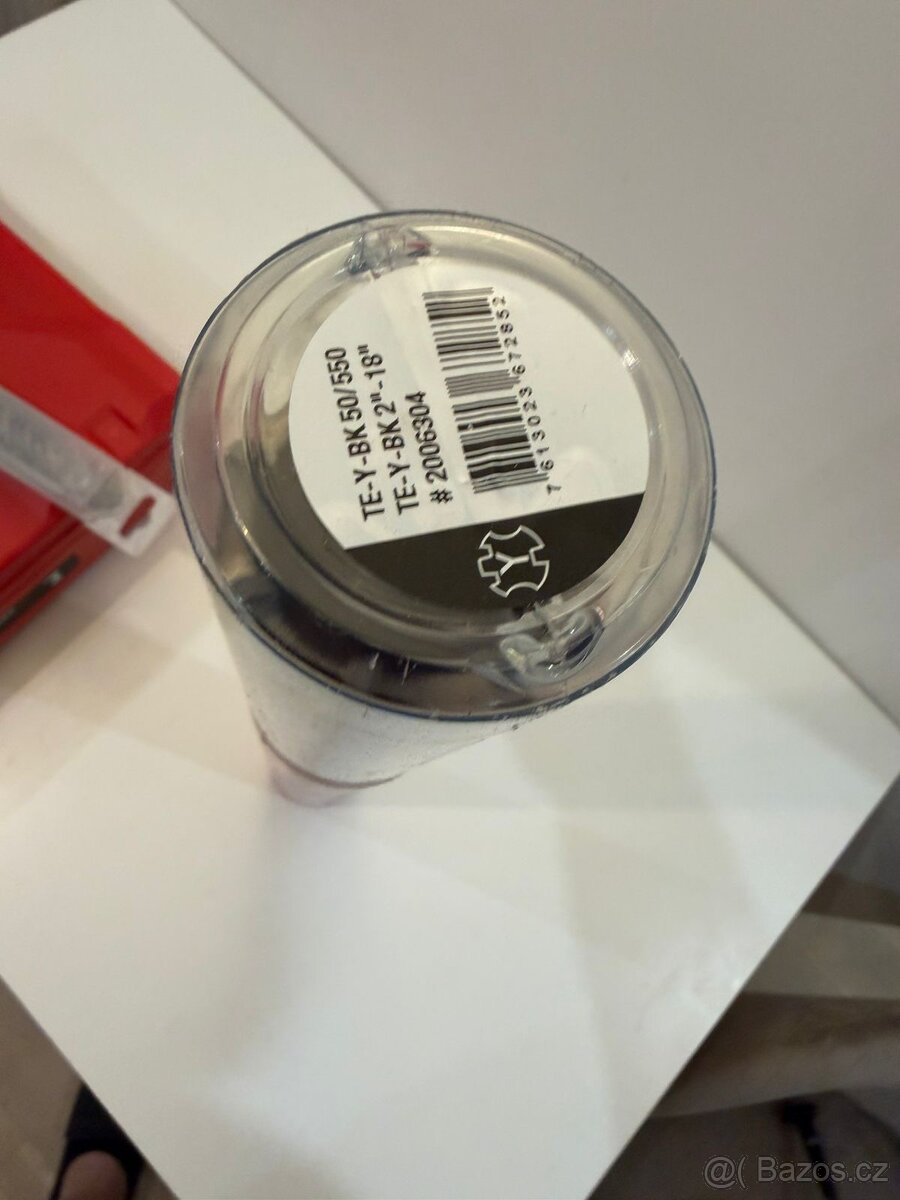 TE-Y-BK 50/550
TE-Y-BK 2"-18"
# 2006304
7 613023 672852
Y
@( Bazos.cz